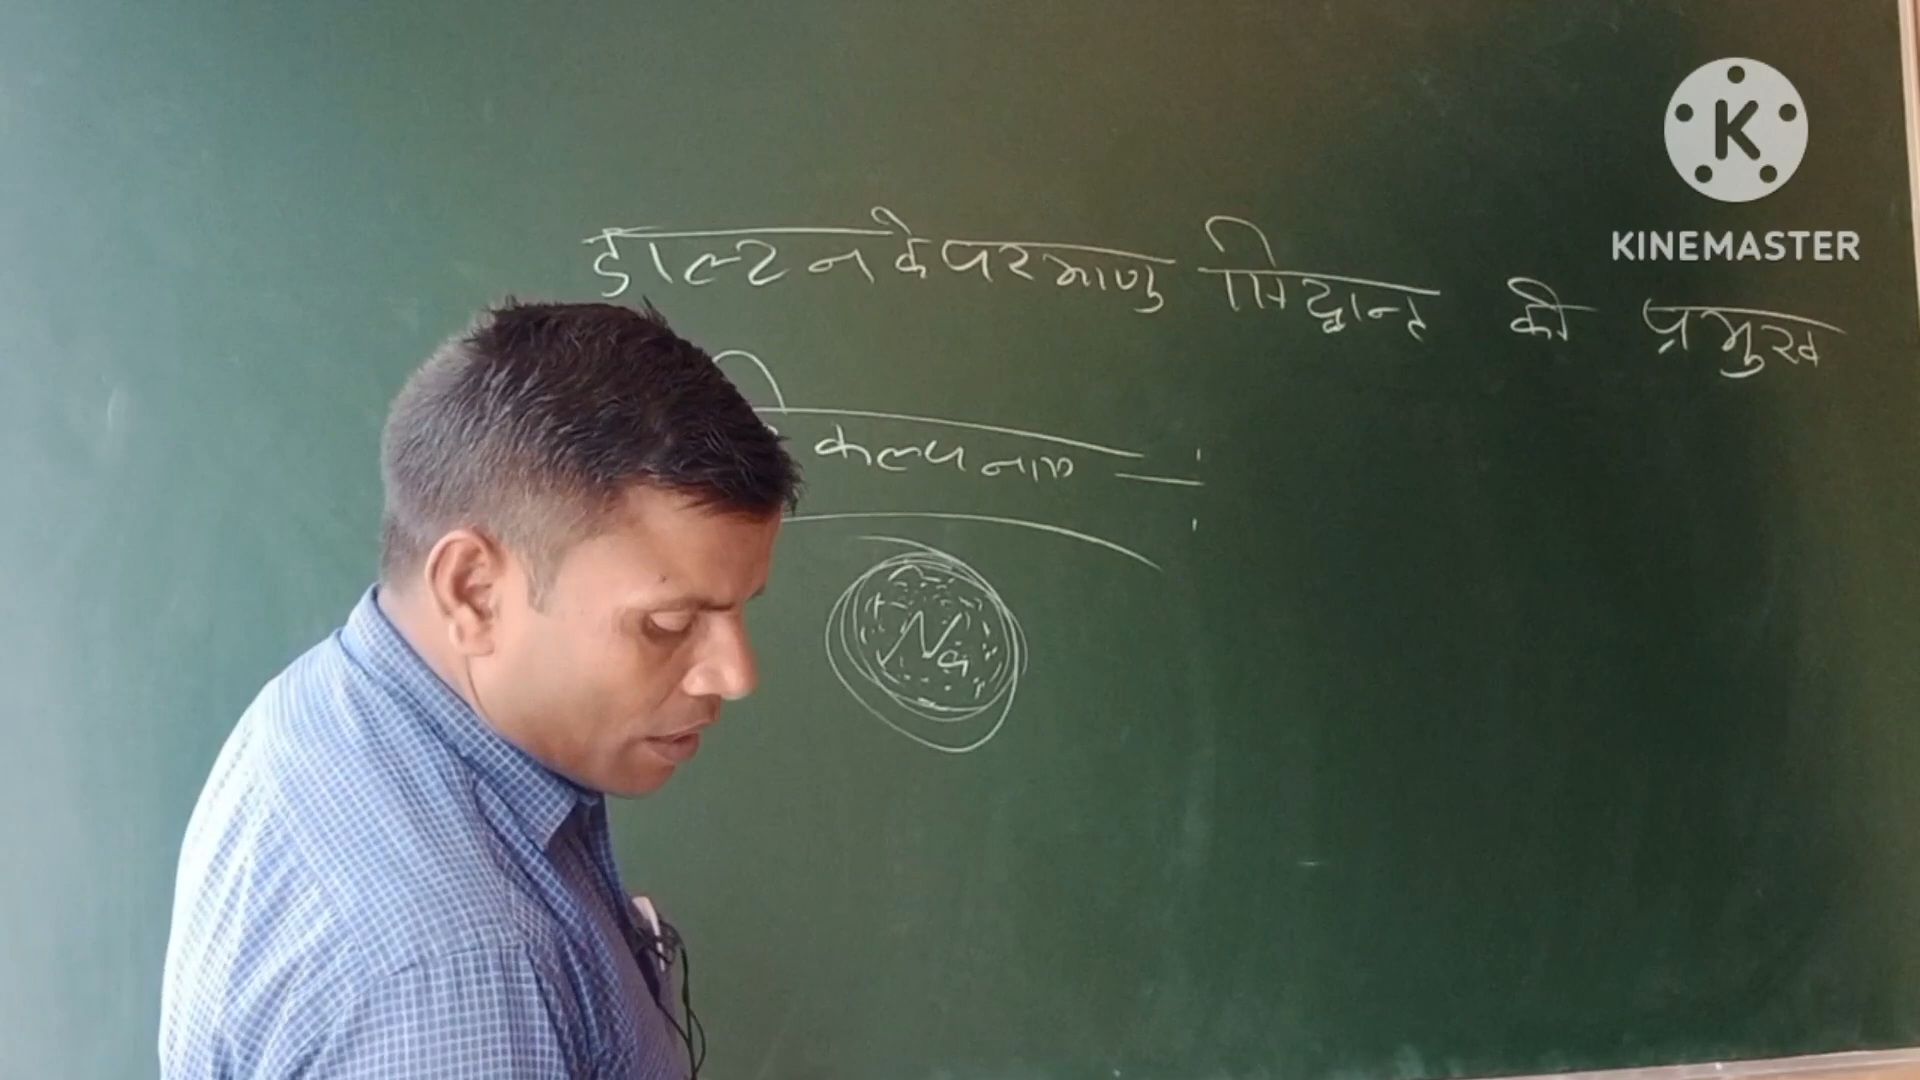 डाल्टन के परमाणु सिद्धान्त की प्रमुख
कल्पनाए
Na
K
KINEMASTER